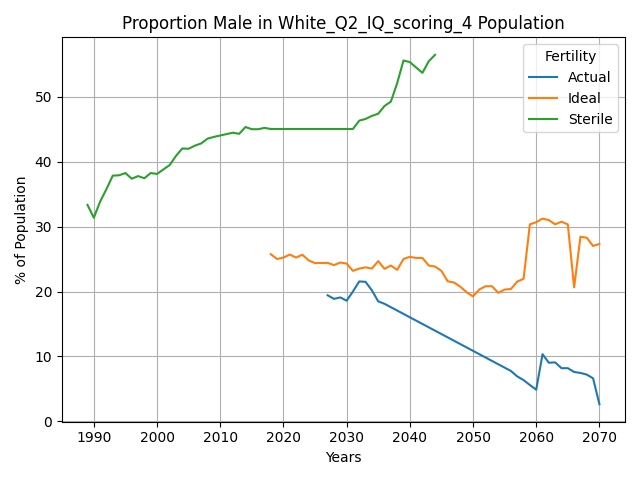 Proportion Male in White_Q2_IQ_scoring_4 Population
Fertility
Actual
Ideal
Sterile
% of Population
50
40
30
20
10
0
1990 2000 2010 2020 2030 2040 2050 2060 2070
Years